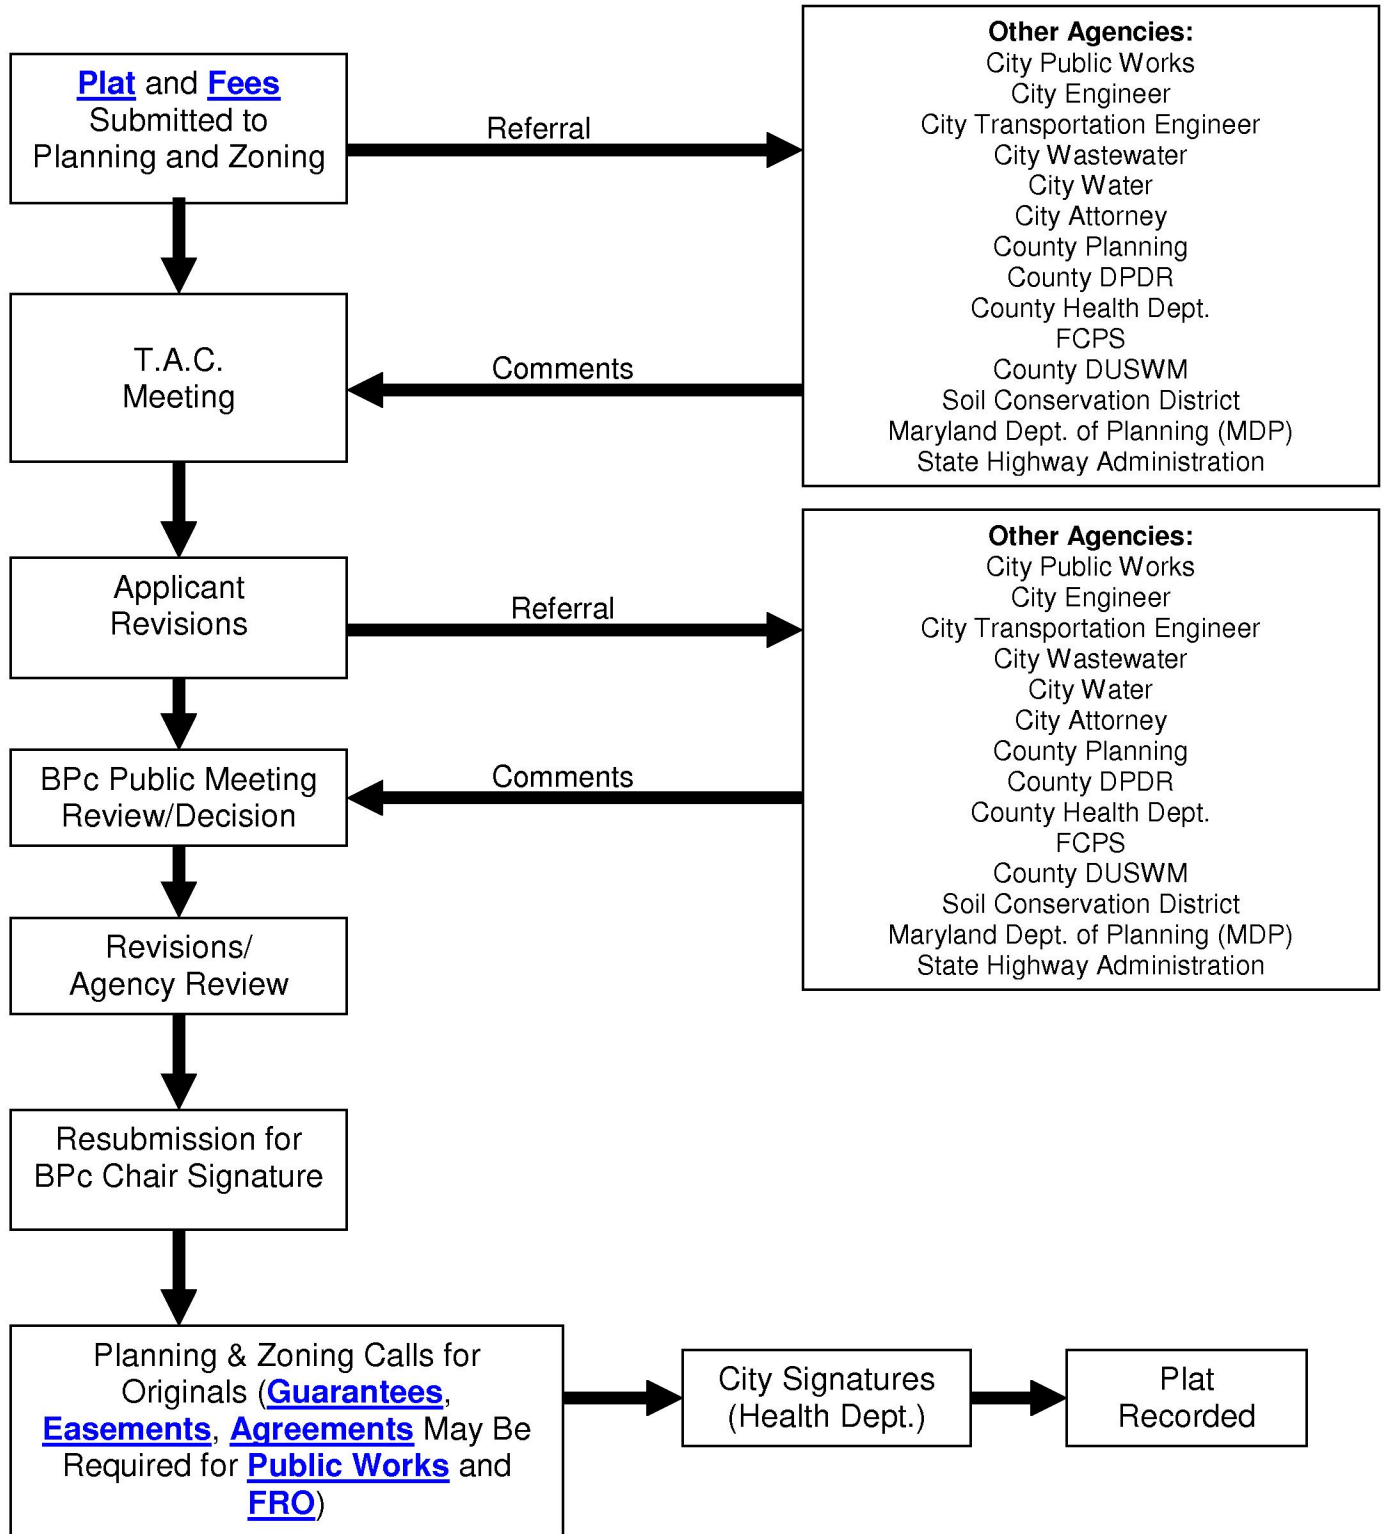 Plat and Fees
Submitted to
Planning and Zoning
Referral
Other Agencies:
City Public Works
City Engineer
City Transportation Engineer
City Wastewater
City Water
City Attorney
County Planning
County DPDR
County Health Dept.
FCPS
County DUSWM
Soil Conservation District
Maryland Dept. of Planning (MDP)
State Highway Administration
T.A.C.
Meeting
Comments
Applicant
Revisions
Referral
Other Agencies:
City Public Works
City Engineer
City Transportation Engineer
City Wastewater
City Water
City Attorney
County Planning
County DPDR
County Health Dept.
FCPS
County DUSWM
Soil Conservation District
Maryland Dept. of Planning (MDP)
State Highway Administration
BPc Public Meeting
Review/Decision
Comments
Revisions/
Agency Review
Resubmission for
BPc Chair Signature
Planning & Zoning Calls for
Originals (Guarantees,
Easements, Agreements May Be
Required for Public Works and
FRO)
City Signatures
(Health Dept.)
Plat
Recorded